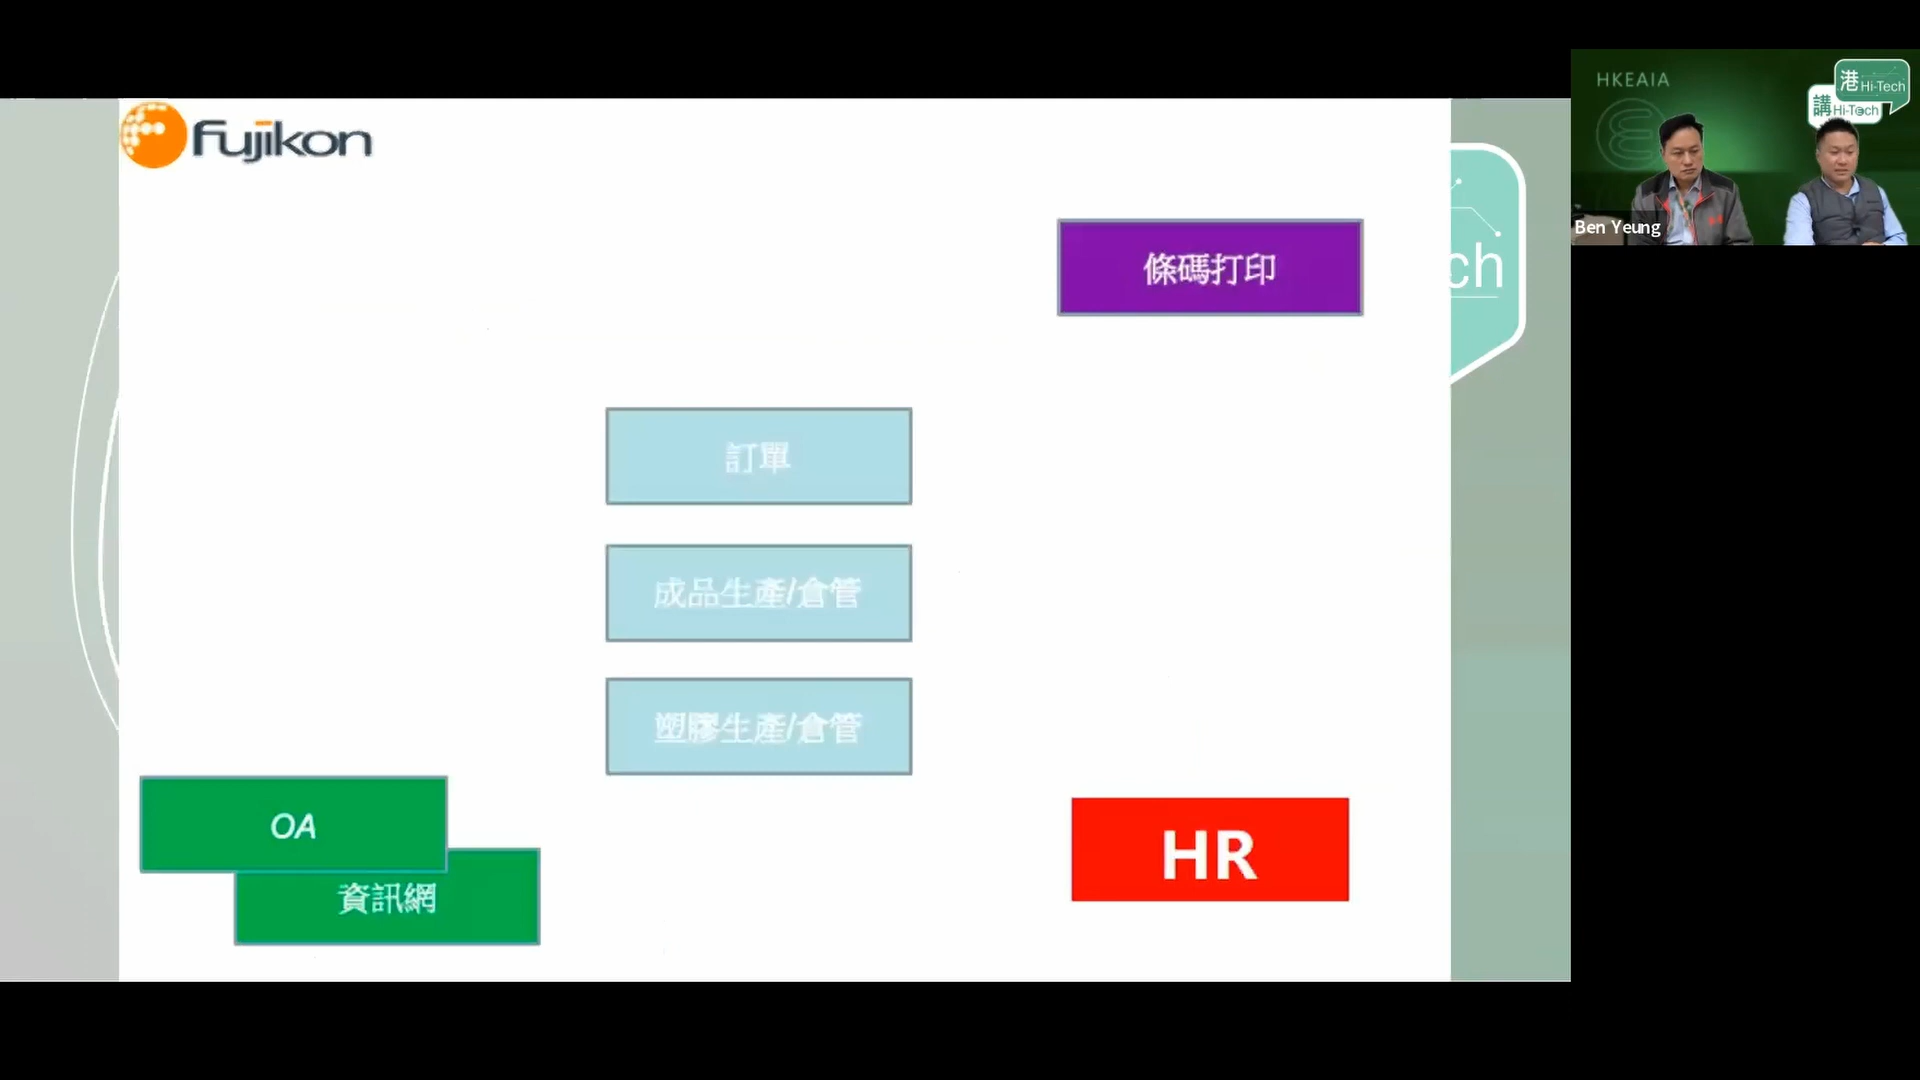 fujikon
條碼打印
訂單
成品生產/倉管
塑膠生產/倉管
OA
資訊網
HR
ch
HKEAIA
港 Hi-Tech
講 Hi-Tech
Ben Yeung